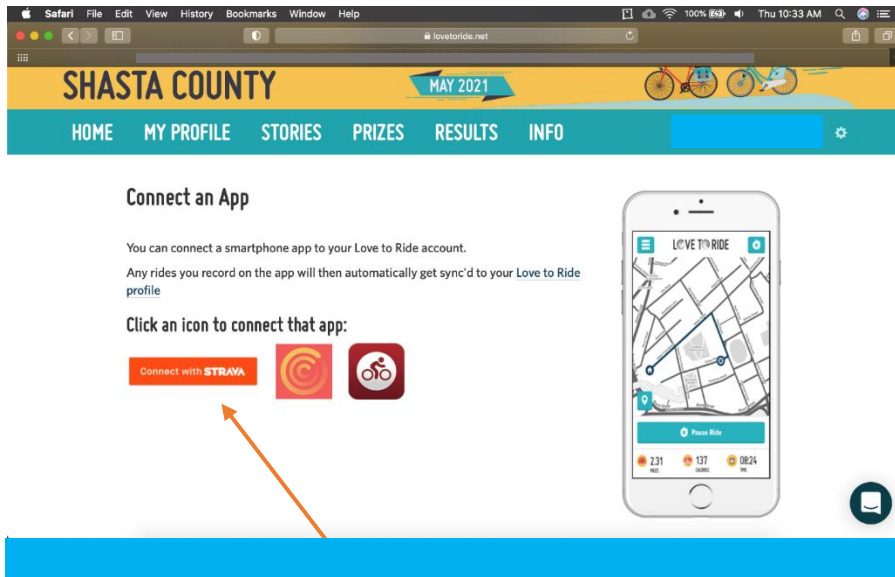 Safari File Edit View History Bookmarks Window Help 100% Thu 10:33 AM
lovetoride.net
SHASTA COUNTY MAY 2021
HOME MY PROFILE STORIES PRIZES RESULTS INFO
Connect an App
You can connect a smartphone app to your Love to Ride account.
Any rides you record on the app will then automatically get sync'd to your Love to Ride
profile
Click an icon to connect that app:
Connect with STRAVA
LOVE TO RIDE
Pause Ride
2.31 137 08:24
MILES CALORIES TIME